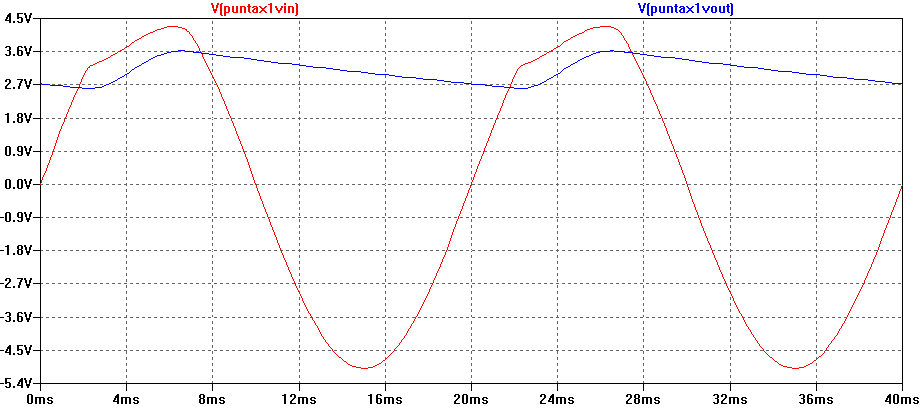 V(puntax1vin) V(puntax1vout)
4.5V
3.6V
2.7V
1.8V
0.9V
0.0V
-0.9V
-1.8V
-2.7V
-3.6V
-4.5V
-5.4V
0ms 4ms 8ms 12ms 16ms 20ms 24ms 28ms 32ms 36ms 40ms